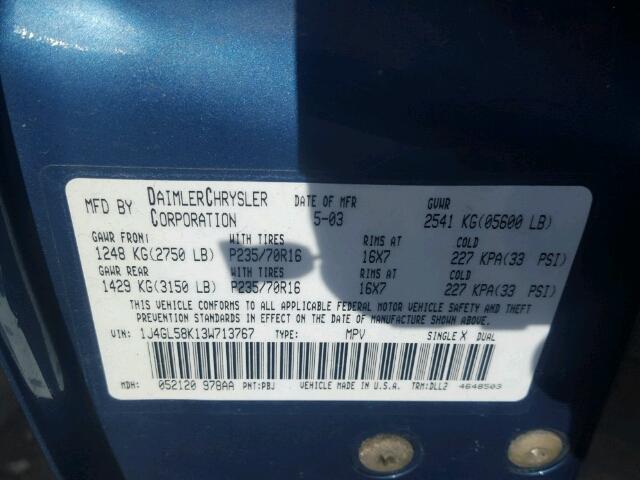 MFD BY DAIMLERCHRYSLER CORPORATION DATE OF MFR 5-03 GVWR 2541 KG(05600 LB)
GAWR FRONT WITH TIRES RIMS AT COLD
1248 KG(2750 LB) P235/70R16 16X7 227 KPA(33 PSI)
GAWR REAR WITH TIRES RIMS AT COLD
1429 KG(3150 LB) P235/70R16 16X7 227 KPA(33 PSI)
THIS VEHICLE CONFORMS TO ALL APPLICABLE FEDERAL MOTOR VEHICLE SAFETY AND THEFT
PREVENTION STANDARDS IN EFFECT ON THE DATE OF MANUFACTURE SHOWN ABOVE.
VIN: 1J4GL58K13W713767 TYPE: MPV SINGLE X DUAL
MDH: 052120 978AA PNT:PBJ VEHICLE MADE IN U.S.A. TRM:DLL2 4648503